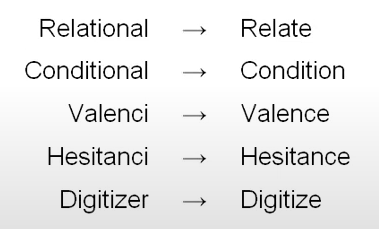 Relational → Relate
Conditional → Condition
Valenci → Valence
Hesitanci → Hesitance
Digitizer → Digitize